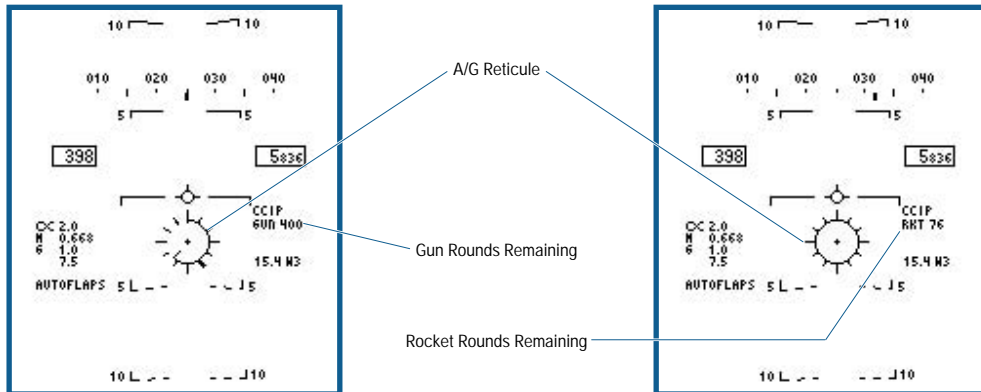 10 10
010 020 030 040
5 5
398 5836
CCIP
GUN 400
α 2.0
M 0.668
G 1.0
7.5
15.4 N3
AUTOFLAPS 5 5
10 10
A/G Reticule
Gun Rounds Remaining
Rocket Rounds Remaining
10 10
010 020 030 040
5 5
398 5836
CCIP
RKT 76
α 2.0
M 0.668
G 1.0
7.5
15.4 N3
AUTOFLAPS 5 5
10 10